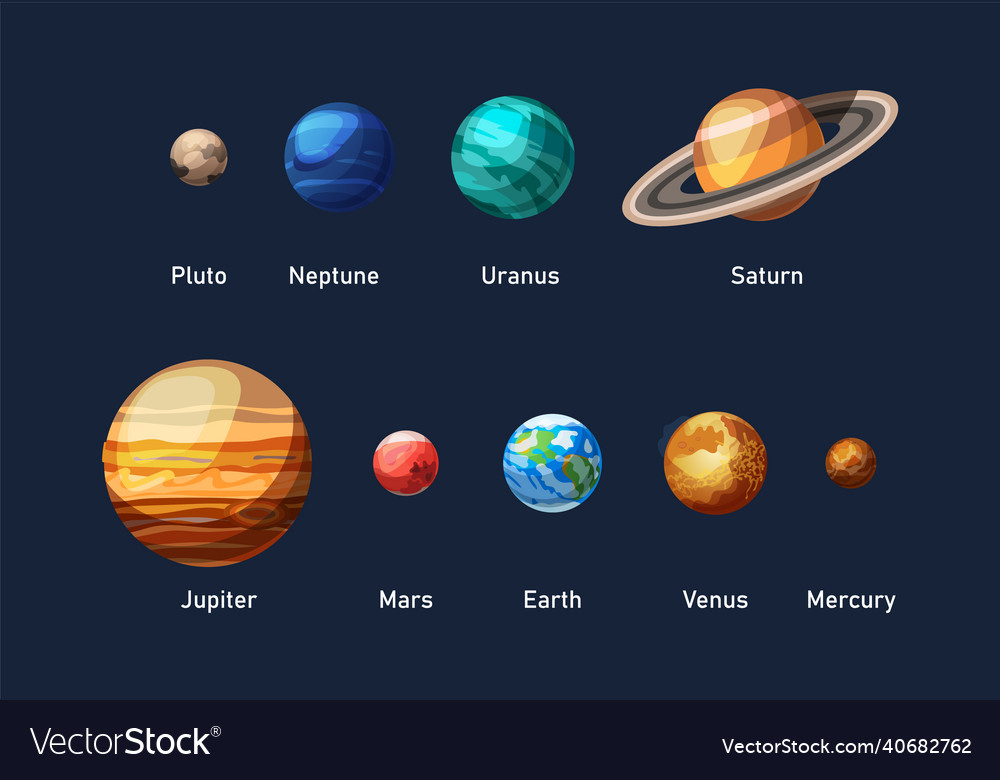 Pluto Neptune Uranus Saturn
Jupiter Mars Earth Venus Mercury
VectorStock® VectorStock.com/40682762